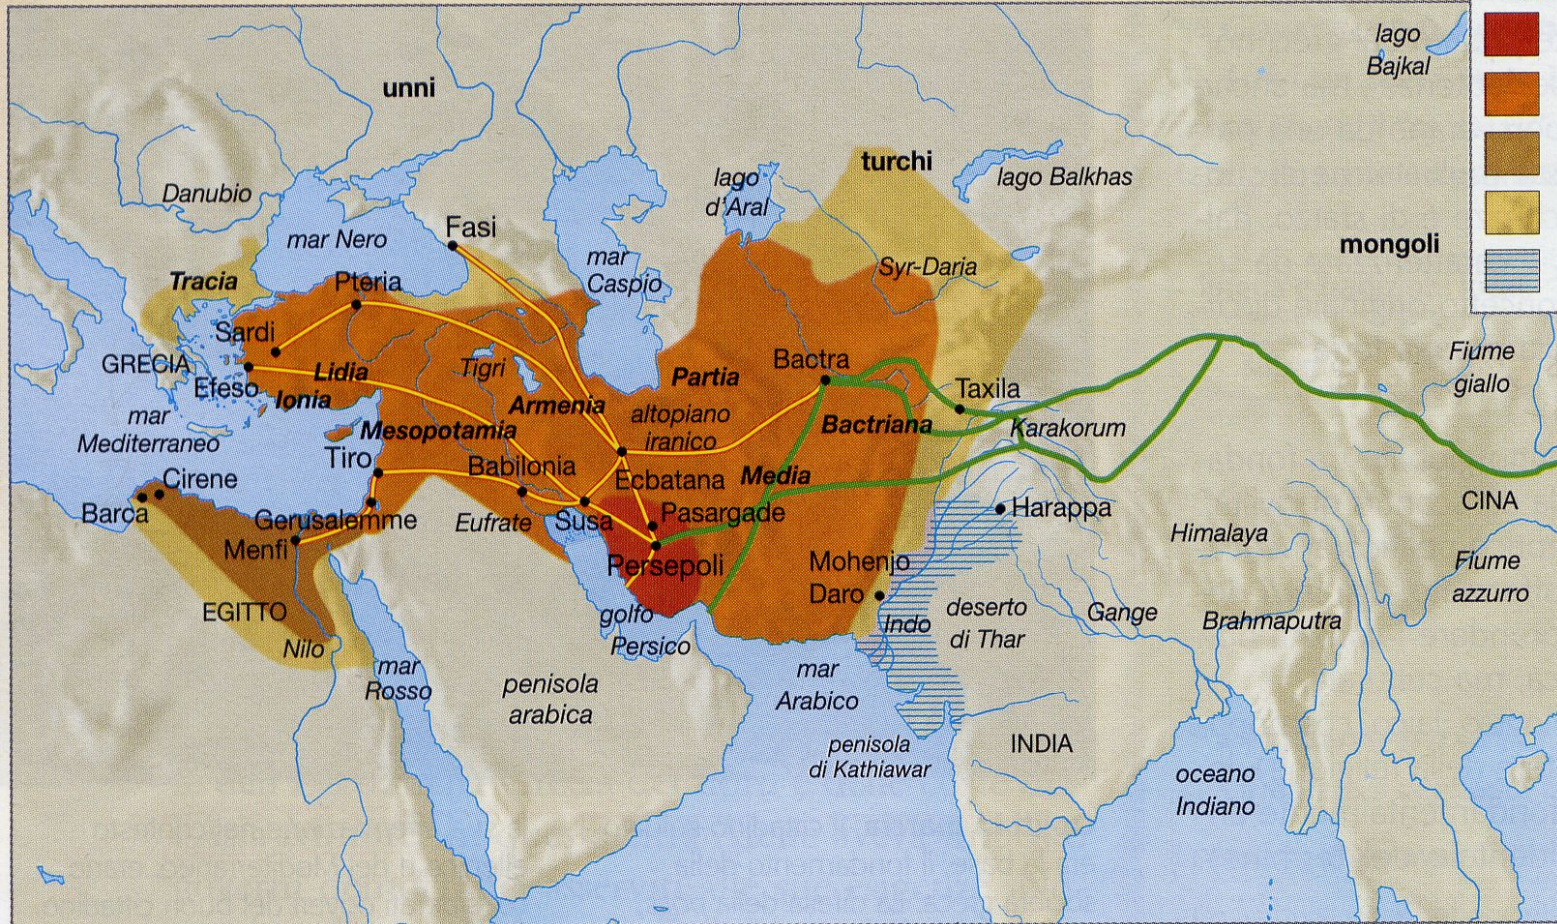 lago
Bajkal
unni
turchi
lago Balkhas
lago
d'Aral
Danubio
Fasi
mar Nero
mar
Caspio
mongoli
Syr-Daria
Tracia
Pteria
Sardi
GRECIA
Efeso
Lidia
Ionia
Tigri
Armenia
Partia
Bactra
Taxila
Fiume
giallo
mar
Mediterraneo
Mesopotamia
altopiano
iranico
Bactriana
Karakorum
Tiro
Babilonia
Ecbatana
Media
Cirene
Barca
Gerusalemme
Eufrate
Susa
Pasargade
Harappa
CINA
Menfi
Persepoli
Mohenjo
Daro
Himalaya
Fiume
azzurro
EGITTO
Nilo
golfo
Persico
Indo
deserto
di Thar
Gange
Brahmaputra
mar
Rosso
penisola
arabica
mar
Arabico
penisola
di Kathiawar
INDIA
oceano
Indiano